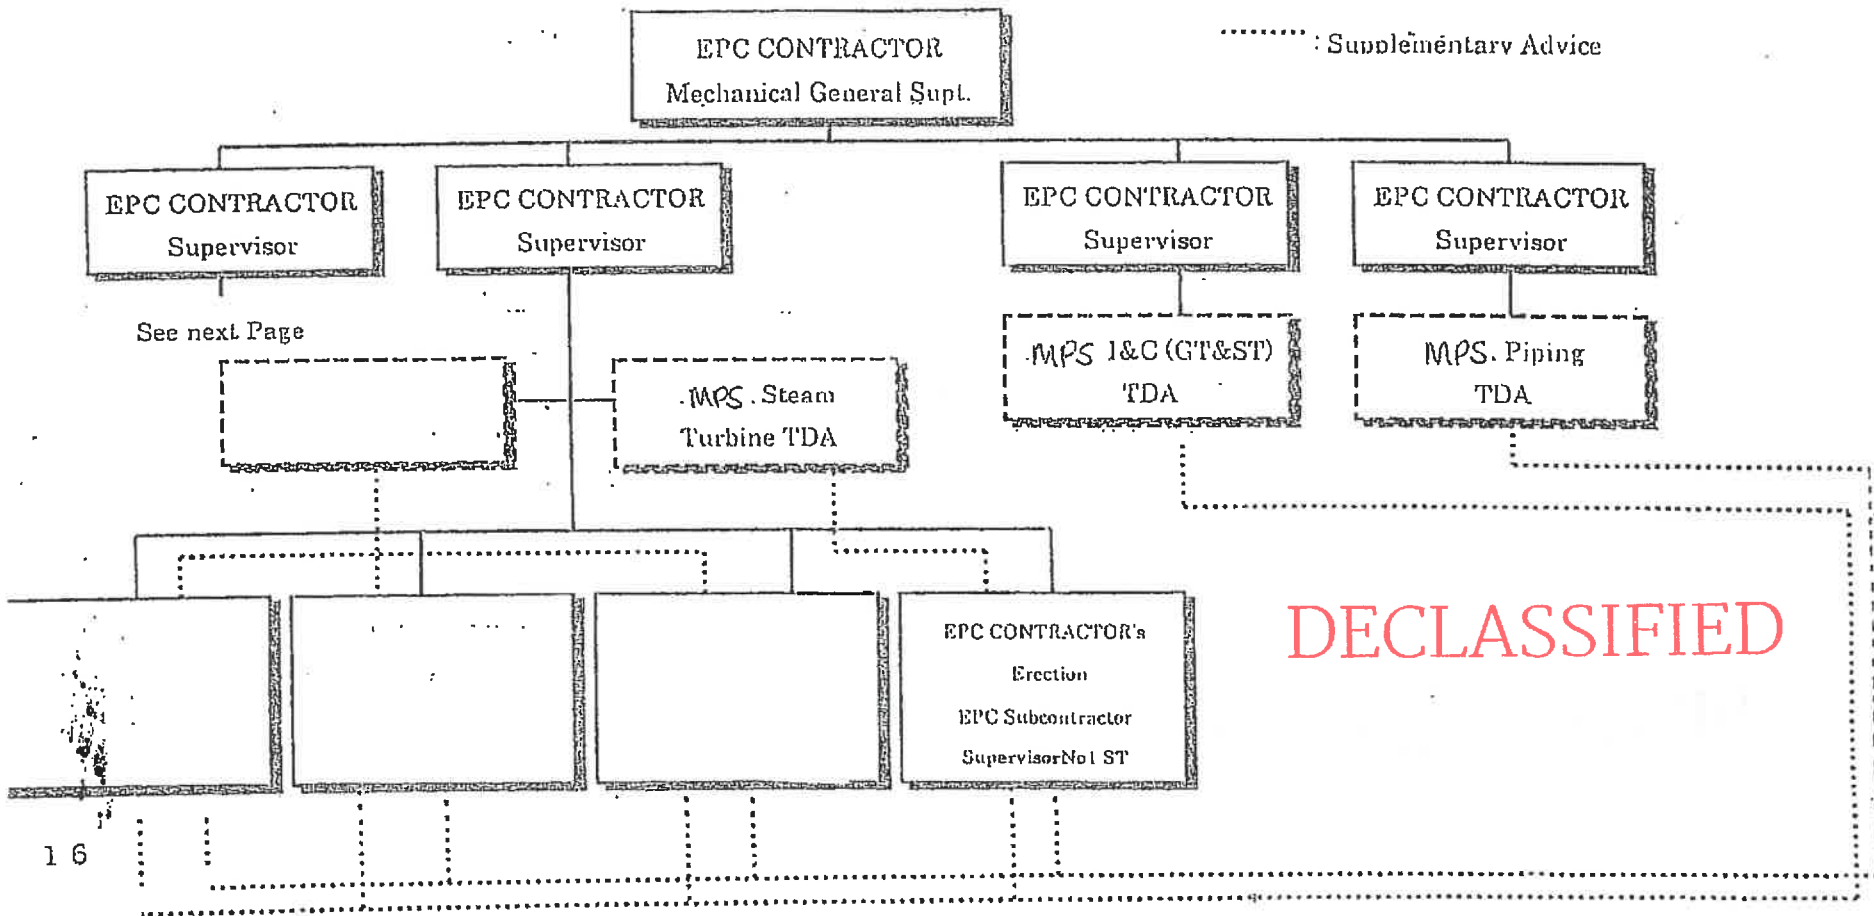 EPC CONTRACTOR
Mechanical General Supt.
: Supplementary Advice
EPC CONTRACTOR
Supervisor
EPC CONTRACTOR
Supervisor
EPC CONTRACTOR
Supervisor
EPC CONTRACTOR
Supervisor
See next Page
MPS. Steam
Turbine TDA
MPS I&C (GT&ST)
TDA
MPS. Piping
TDA
EPC CONTRACTOR's
Erection
EPC Subcontractor
SupervisorNo1 ST
DECLASSIFIED
16